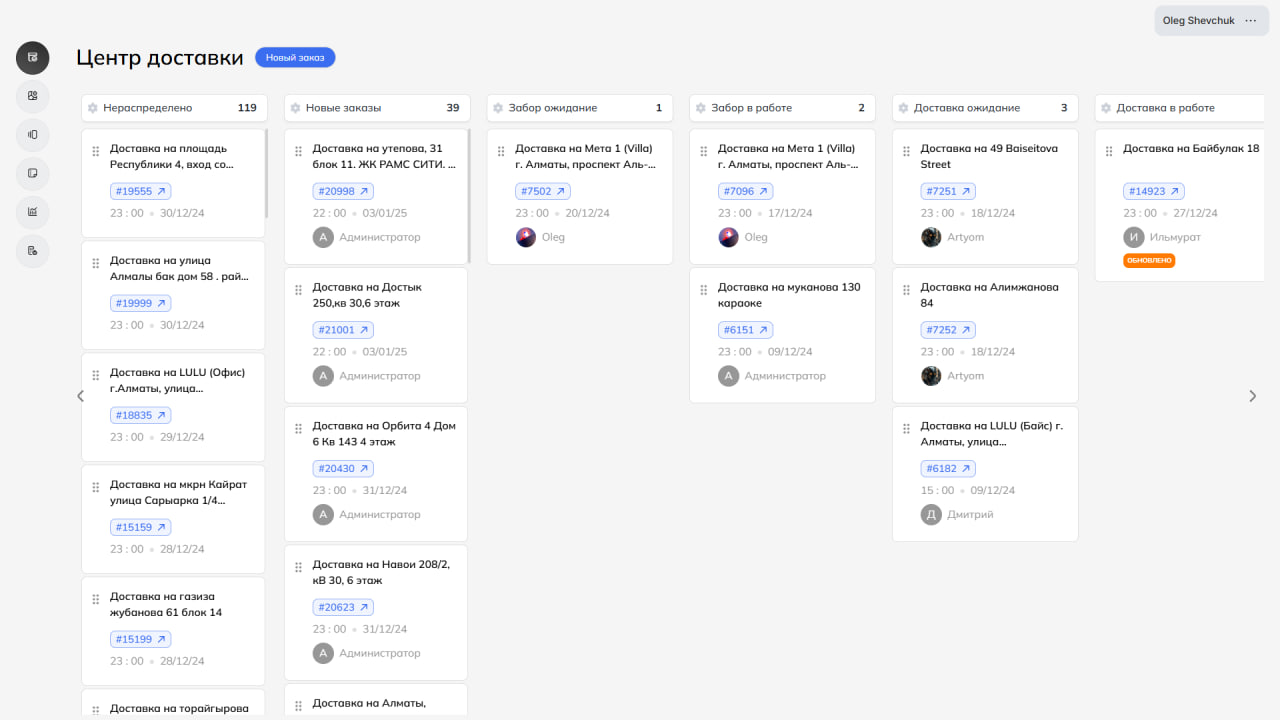 Oleg Shevchuk ...
Центр доставки
Новый заказ
Нераспределено 119
Доставка на площадь
Республики 4, вход со...
#19555
23 : 00 30/12/24
Доставка на улица
Алмалы бак дом 58 . рай...
#19999
23 : 00 30/12/24
Доставка на LULU (Офис)
г.Алматы, улица...
#18835
23 : 00 29/12/24
Доставка на мкрн Кайрат
улица Сарыарка 1/4...
#15159
23 : 00 28/12/24
Доставка на газиза
жубанова 61 блок 14
#15199
23 : 00 28/12/24
Доставка на торайгырова
Новые заказы 39
Доставка на утепова, 31
блок 11. ЖК РАМС СИТИ. ...
#20998
22 : 00 03/01/25
А Администратор
Доставка на Достык
250,кв 30,6 этаж
#21001
22 : 00 03/01/25
А Администратор
Доставка на Орбита 4 Дом
6 Кв 143 4 этаж
#20430
23 : 00 31/12/24
А Администратор
Доставка на Навои 208/2,
кВ 30, 6 этаж
#20623
23 : 00 31/12/24
А Администратор
Доставка на Алматы,
Забор ожидание 1
Доставка на Мета 1 (Villa)
г. Алматы, проспект Аль-...
#7502
23 : 00 20/12/24
Oleg
Забор в работе 2
Доставка на Мета 1 (Villa)
г. Алматы, проспект Аль-...
#7096
23 : 00 17/12/24
Oleg
Доставка на муканова 130
караоке
#6151
23 : 00 09/12/24
А Администратор
Доставка ожидание 3
Доставка на 49 Baiseitova
Street
#7251
23 : 00 18/12/24
Artyom
Доставка на Алимжанова
84
#7252
23 : 00 18/12/24
Artyom
Доставка на LULU (Байс) г.
Алматы, улица...
#6182
15 : 00 09/12/24
Д Дмитрий
Доставка в работе
Доставка на Байбулак 18
#14923
23 : 00 27/12/24
И Ильмурат
ОБНОВЛЕНО